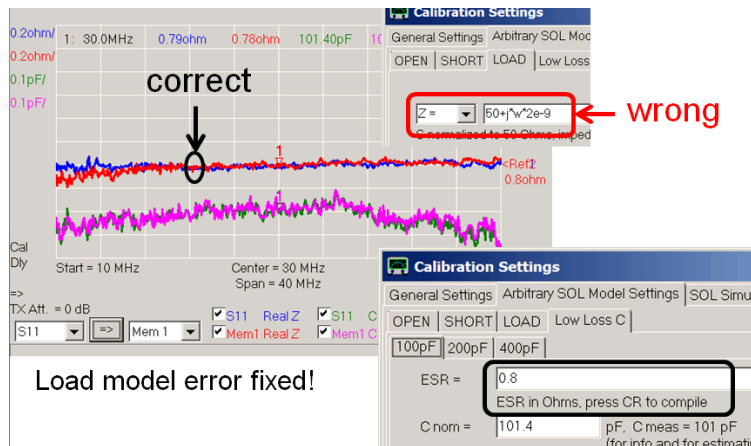 0.2ohm/
1: 30.0MHz 0.79ohm 0.78ohm 101.40pF
0.2ohm/
0.1pF/
0.1pF/
correct
Calibration Settings
General Settings Arbitrary SOL Mod
OPEN SHORT LOAD Low Loss
Z = 50+j*w*2e-9
wrong
C normalized to 50 Ohms, imped
1
1
<Ref2
0.8ohm
Cal
Dly
Start = 10 MHz Center = 30 MHz
Span = 40 MHz
=>
TX Att. = 0 dB
S11 => Mem 1
S11 Real Z S11 C
Mem1 Real Z Mem1 C
Load model error fixed!
Calibration Settings
General Settings Arbitrary SOL Model Settings SOL Simu
OPEN SHORT LOAD Low Loss C
100pF 200pF 400pF
ESR = 0.8
ESR in Ohms, press CR to compile
C nom = 101.4 pF, C meas = 101 pF
(for info and for estimati